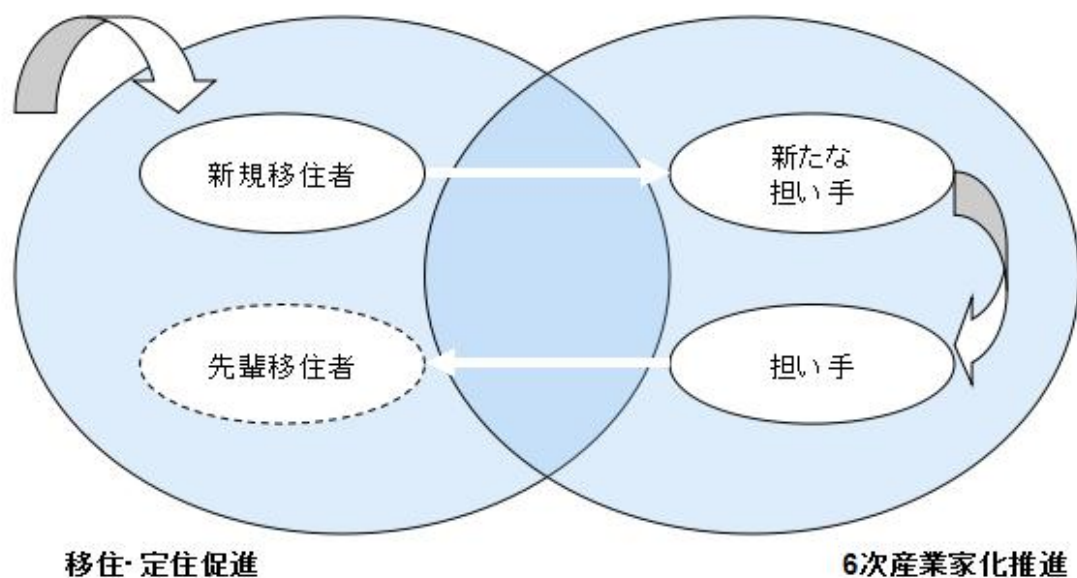 新規移住者
新たな
担い手
先輩移住者
担い手
移住・定住促進
6次産業家化推進